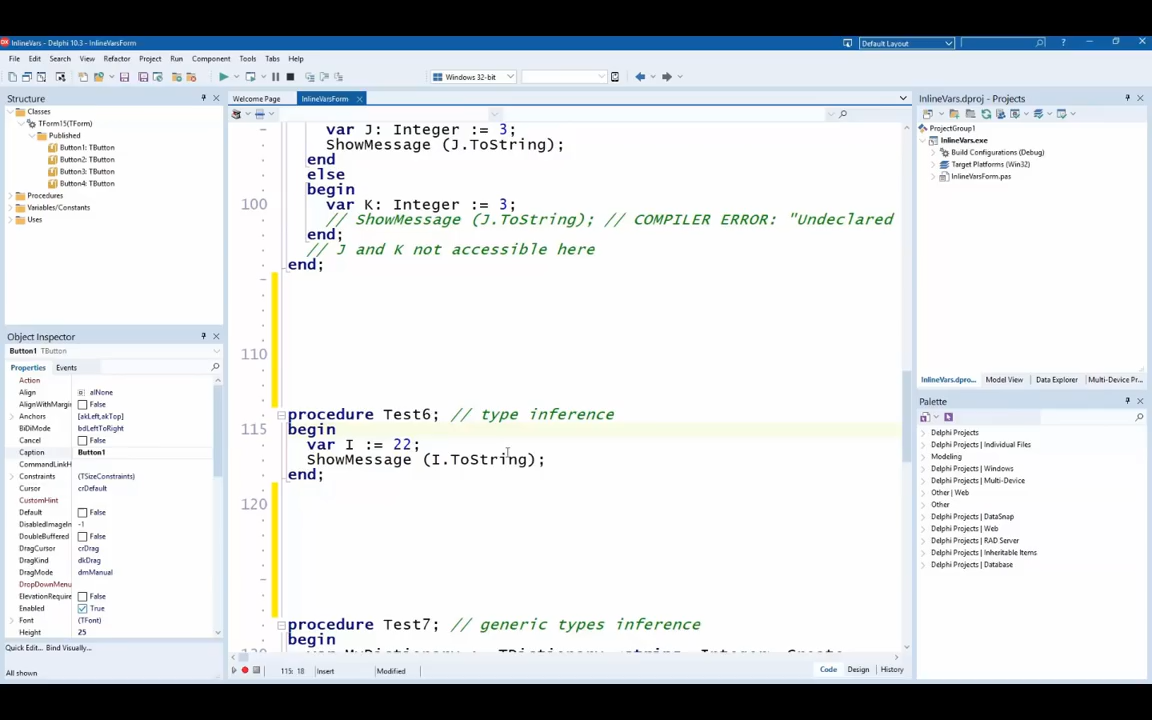 InlineVars - Delphi 10.3 - InlineVarsForm
Default Layout
File Edit Search View Refactor Project Run Component Tools Tabs Help
Windows 32-bit
Structure
Classes
TForm15(TForm)
Published
Button1: TButton
Button2: TButton
Button3: TButton
Button4: TButton
Procedures
Variables/Constants
Uses
Object Inspector
Button1 TButton
Properties Events
Action
Align alNone
AlignWithMargin False
Anchors [akLeft,akTop]
BiDiMode bdLeftToRight
Cancel False
Caption Button1
CommandLinkH
Constraints (TSizeConstraints)
Cursor crDefault
CustomHint
Default False
DisabledImageIn -1
DoubleBuffered False
DragCursor crDrag
DragKind dkDrag
DragMode dmManual
DropDownMenu
ElevationRequire False
Enabled True
Font (TFont)
Height 25
Quick Edit... Bind Visually...
All shown
Welcome Page InlineVarsForm
var J: Integer := 3;
ShowMessage (J.ToString);
end
else
begin
100 var K: Integer := 3;
// ShowMessage (J.ToString); // COMPILER ERROR: "Undeclared
end;
// J and K not accessible here
end;
110
procedure Test6; // type inference
115 begin
var I := 22;
ShowMessage (I.ToString);
end;
120
procedure Test7; // generic types inference
begin
115: 18 Insert Modified
Code Design History
InlineVars.dproj - Projects
ProjectGroup1
InlineVars.exe
Build Configurations (Debug)
Target Platforms (Win32)
InlineVarsForm.pas
InlineVars.dpro... Model View Data Explorer Multi-Device Pr...
Palette
Delphi Projects
Delphi Projects | Individual Files
Modeling
Delphi Projects | Windows
Delphi Projects | Multi-Device
Other | Web
Other
Delphi Projects | DataSnap
Delphi Projects | Web
Delphi Projects | RAD Server
Delphi Projects | Inheritable Items
Delphi Projects | Database